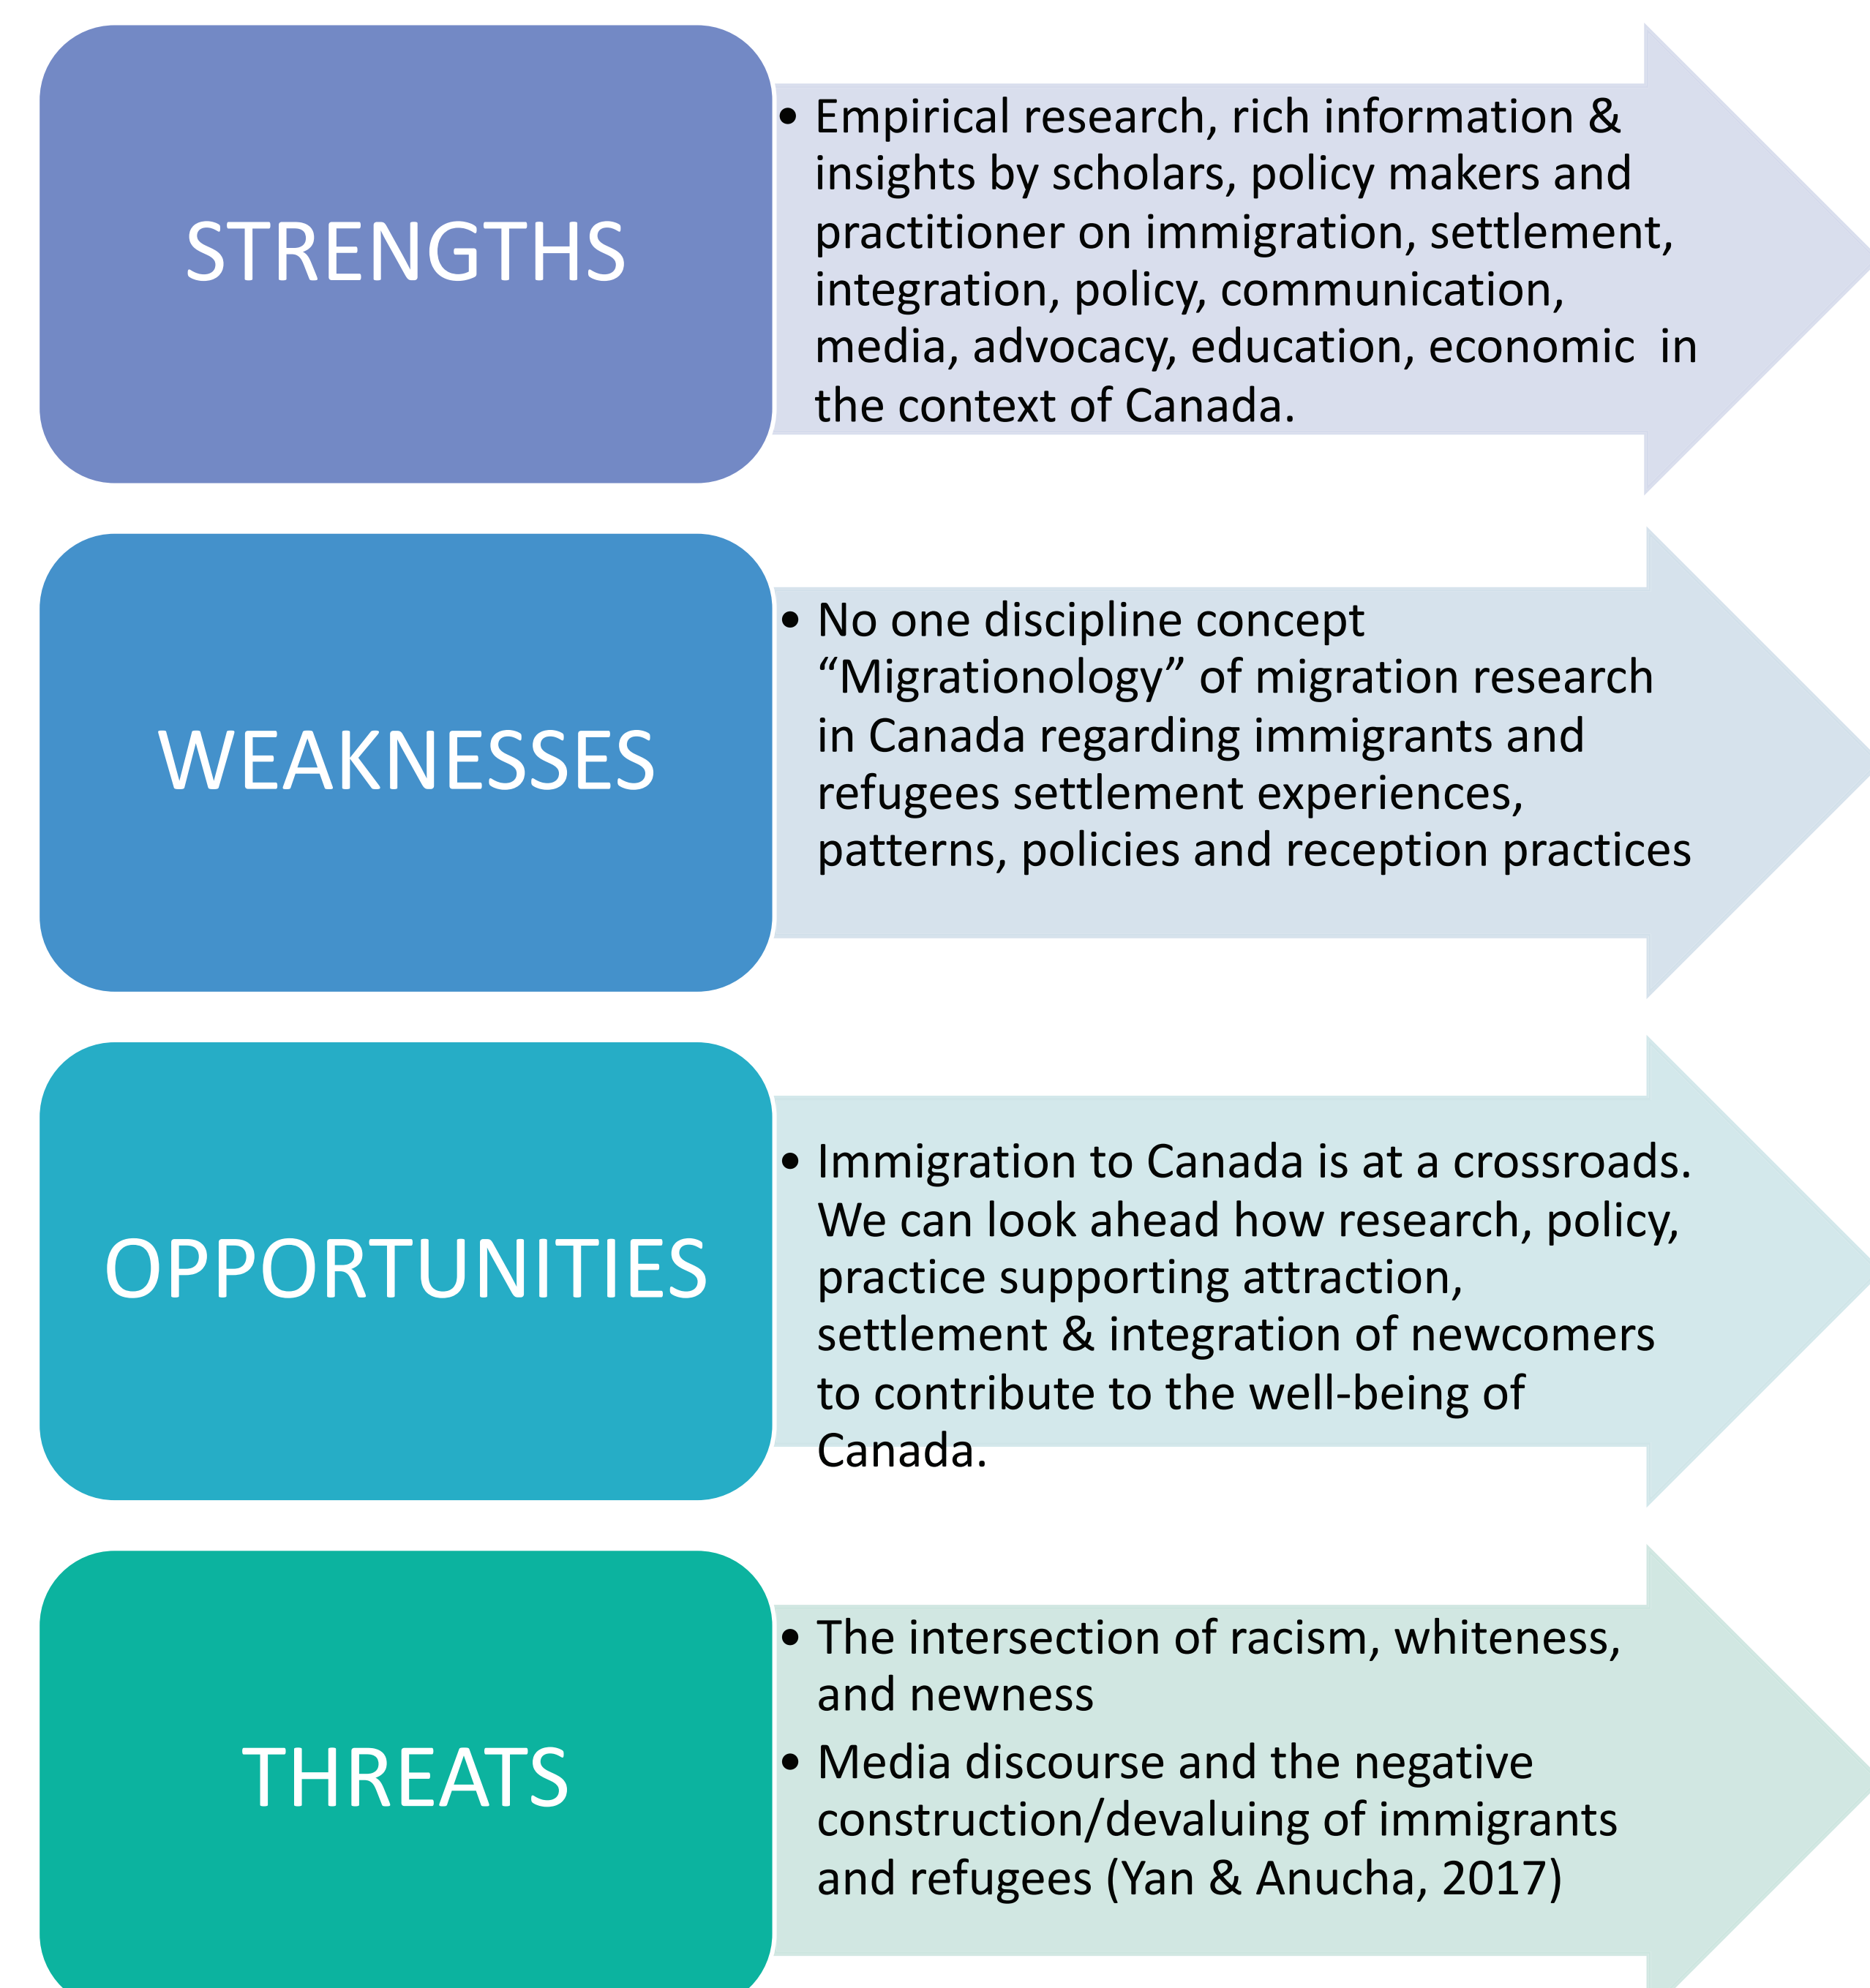 STRENGTHS
• Empirical research, rich information &
insights by scholars, policy makers and
practitioner on immigration, settlement,
integration, policy, communication,
media, advocacy, education, economic  in
the context of Canada.
WEAKNESSES
• No one discipline concept
“Migrationology” of migration research
in Canada regarding immigrants and
refugees settlement experiences,
patterns, policies and reception practices
OPPORTUNITIES
• Immigration to Canada is at a crossroads.
We can look ahead how research, policy,
practice supporting attraction,
settlement & integration of newcomers
to contribute to the well-being of
Canada.
THREATS
• The intersection of racism, whiteness,
and newness
• Media discourse and the negative
construction/devaluing of immigrants
and refugees (Yan & Anucha, 2017)